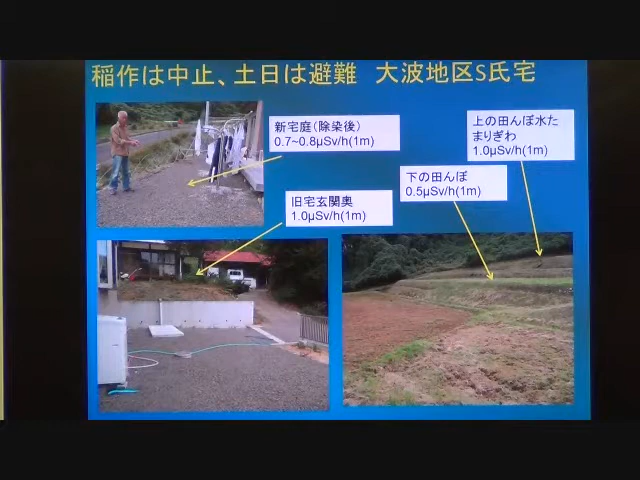 稲作は中止、土日は避難　大波地区S氏宅
新宅庭（除染後）
0.7~0.8μSv/h(1m)
上の田んぼ水た
まりぎわ
1.0μSv/h(1m)
下の田んぼ
0.5μSv/h(1m)
旧宅玄関奥
1.0μSv/h(1m)